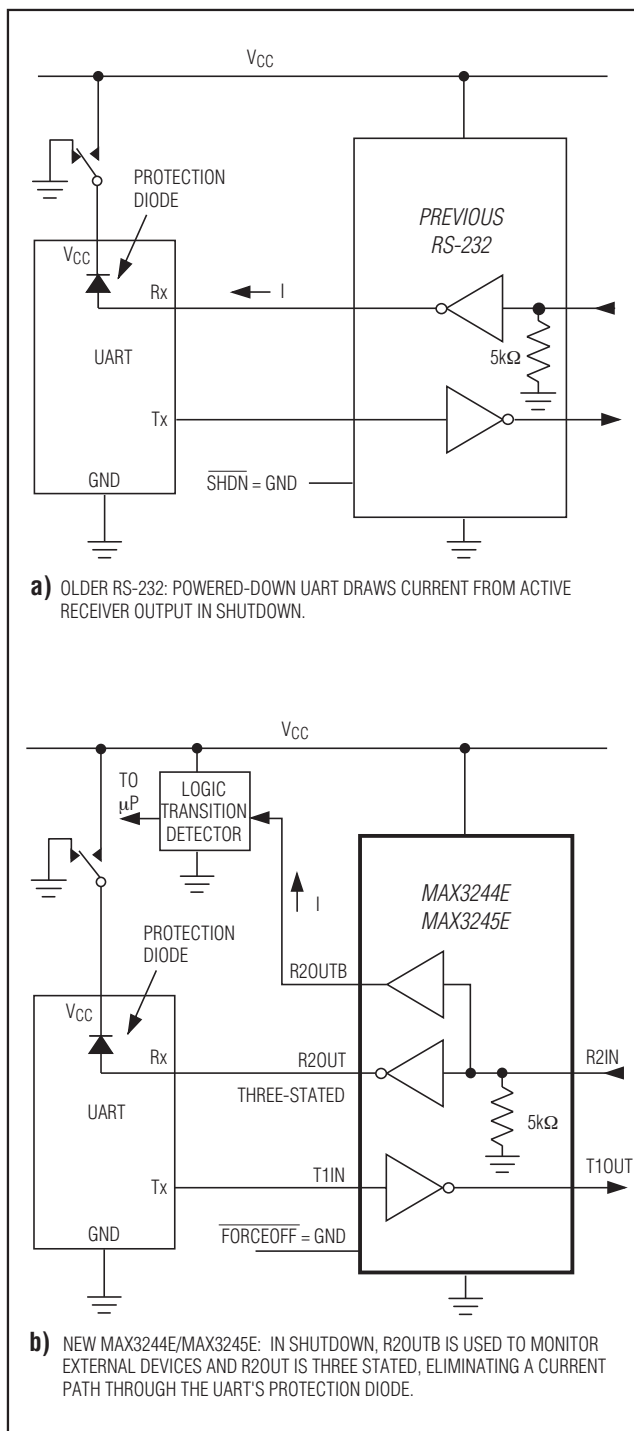 VCC
PROTECTION
DIODE
PREVIOUS
RS-232
VCC
Rx
I
UART
5kΩ
Tx
SHDN = GND
GND
a) OLDER RS-232: POWERED-DOWN UART DRAWS CURRENT FROM ACTIVE
RECEIVER OUTPUT IN SHUTDOWN.
VCC
TO
μP
LOGIC
TRANSITION
DETECTOR
I
MAX3244E
MAX3245E
PROTECTION
DIODE
R2OUTB
VCC
Rx
R2OUT
R2IN
THREE-STATED
UART
5kΩ
Tx
T1IN
T1OUT
GND
FORCEOFF = GND
b) NEW MAX3244E/MAX3245E: IN SHUTDOWN, R2OUTB IS USED TO MONITOR
EXTERNAL DEVICES AND R2OUT IS THREE STATED, ELIMINATING A CURRENT
PATH THROUGH THE UART'S PROTECTION DIODE.